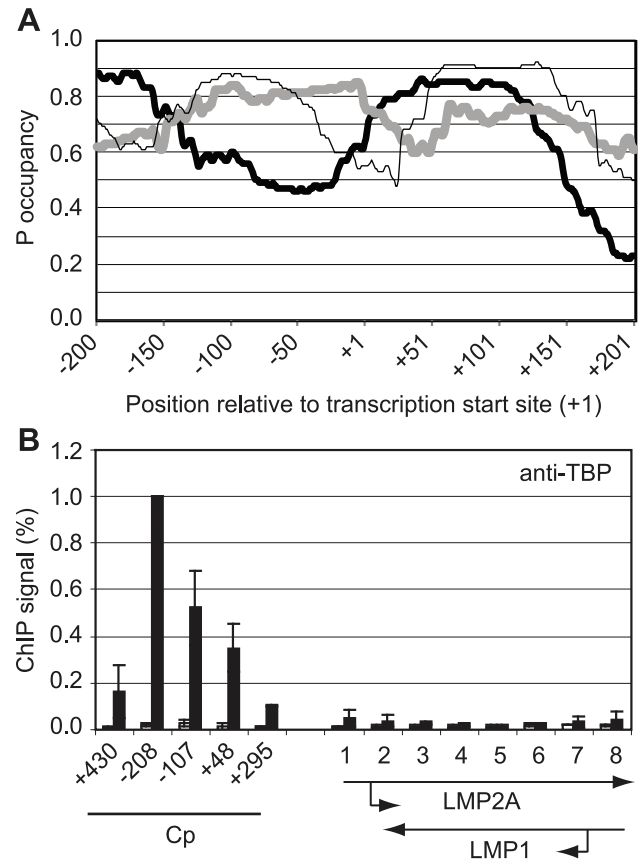 A
P occupancy
1.0
0.8
0.6
0.4
0.2
0.0
-200 -150 -100 -50 +1 +51 +101 +151 +201
Position relative to transcription start site (+1)
B
anti-TBP
ChIP signal (%)
1.2
1.0
0.8
0.6
0.4
0.2
0.0
+430 -208 -107 +48 +295 1 2 3 4 5 6 7 8
Cp
LMP2A
LMP1